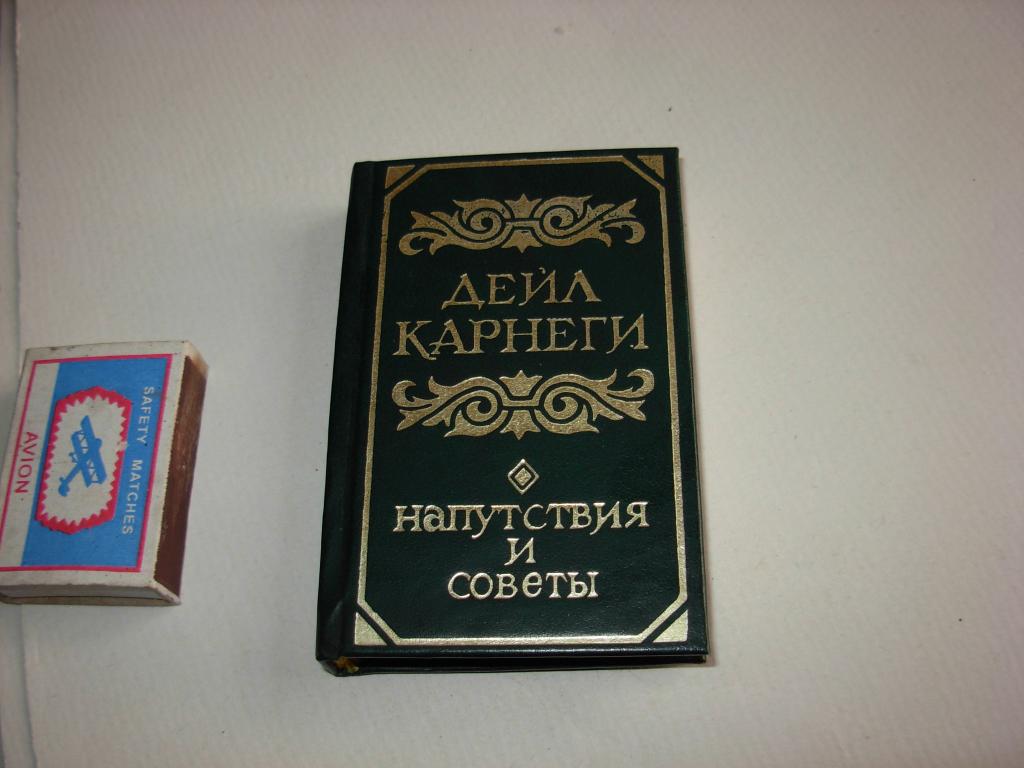 ДЕЙЛ
КАРНЕГИ
НАПУТСТВИЯ
И
СОВЕТЫ
SAFETY MATCHES
AVION